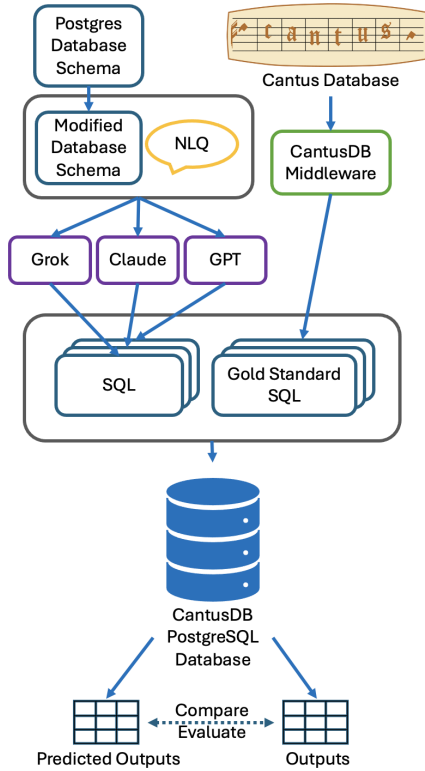 Postgres
Database
Schema
cantus
Cantus Database
Modified
Database
Schema
NLQ
CantusDB
Middleware
Grok
Claude
GPT
SQL
Gold Standard
SQL
CantusDB
PostgreSQL
Database
Compare
Evaluate
Predicted Outputs
Outputs